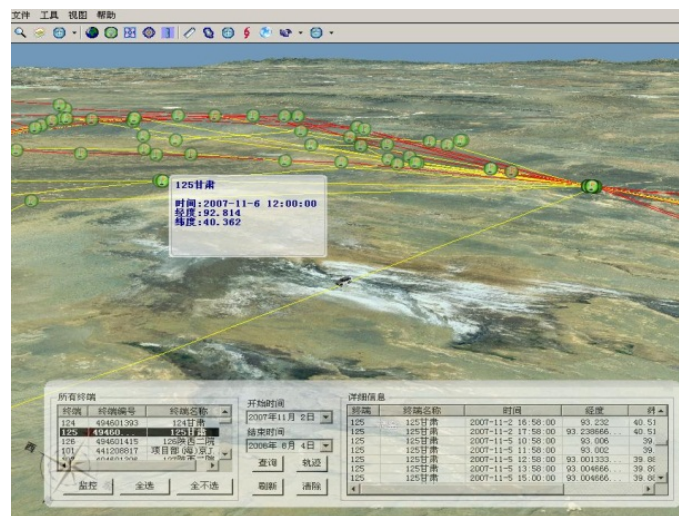 文件 工具 视图 帮助
125甘肃
时间:2007-11-6 12:00:00
经度:92.814
纬度:40.362
所有终端
终端 终端编号 终端名称
124 494601393 124甘肃
125 49460... 125甘肃
126 494601415 126陕西二院
101 441208817
监控 全选 全不选
开始时间
2007年11月 2日
结束时间
2008年 6月 4日
查询 轨迹
刷新 清除
详细信息
终端 终端名称 时间 经度
125 125甘肃 2007-11-2 16:58:00 93.232 40.51
125 125甘肃 2007-11-2 17:58:00 93.238666... 40.51
125 125甘肃 2007-11-5 10:58:00 93.006 39.
125 125甘肃 2007-11-5 11:58:00 93.002 39.
125 125甘肃 2007-11-5 12:58:00 93.001333... 39.88
125 125甘肃 2007-11-5 13:58:00 93.004666... 39.89
125 125甘肃 2007-11-5 15:00:00 93.004666... 39.88